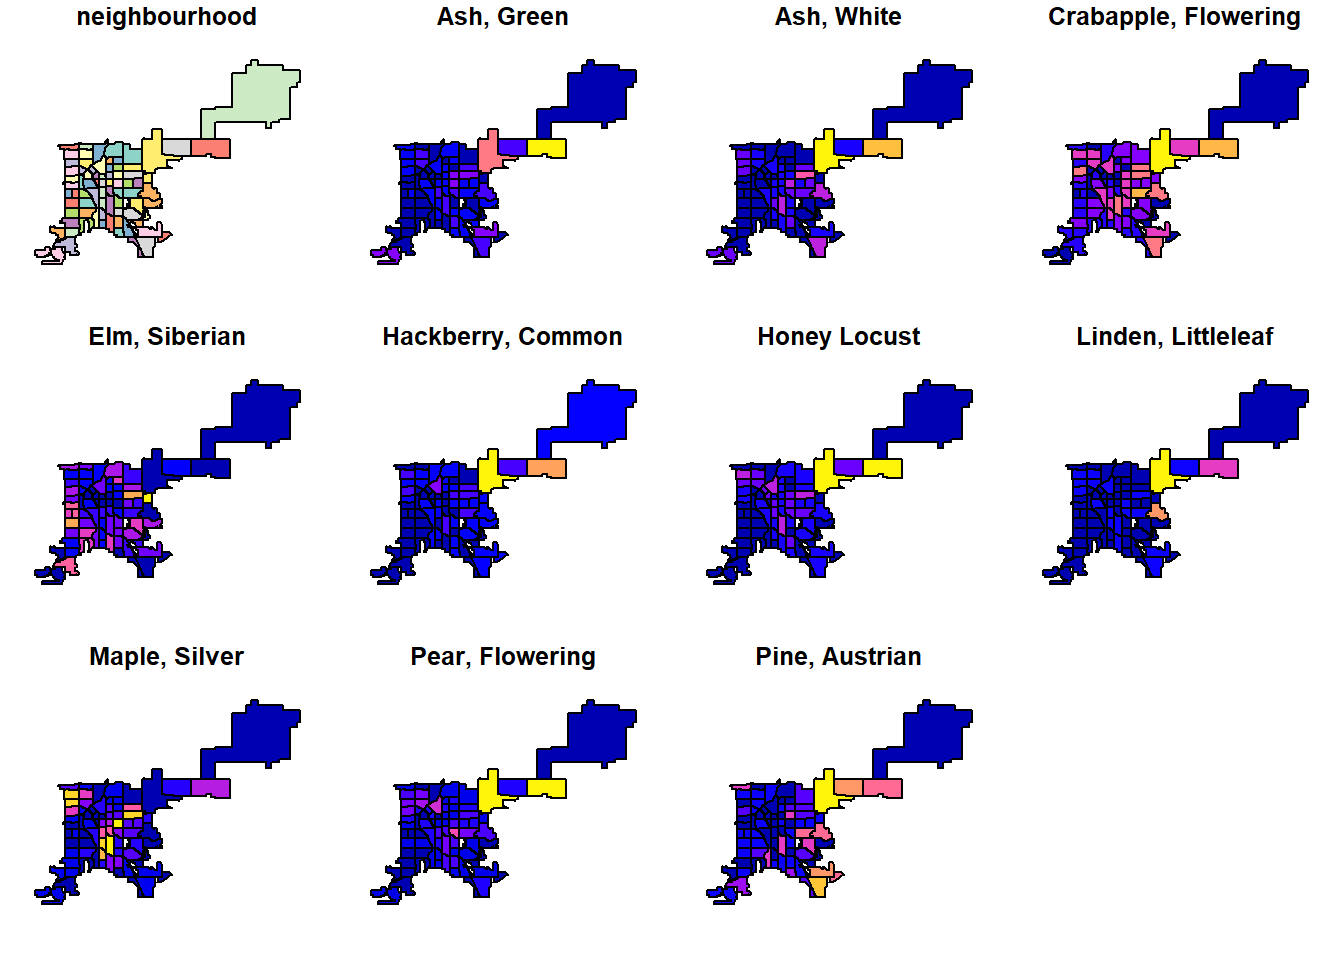 neighbourhood
Ash, Green
Ash, White
Crabapple, Flowering
Elm, Siberian
Hackberry, Common
Honey Locust
Linden, Littleleaf
Maple, Silver
Pear, Flowering
Pine, Austrian